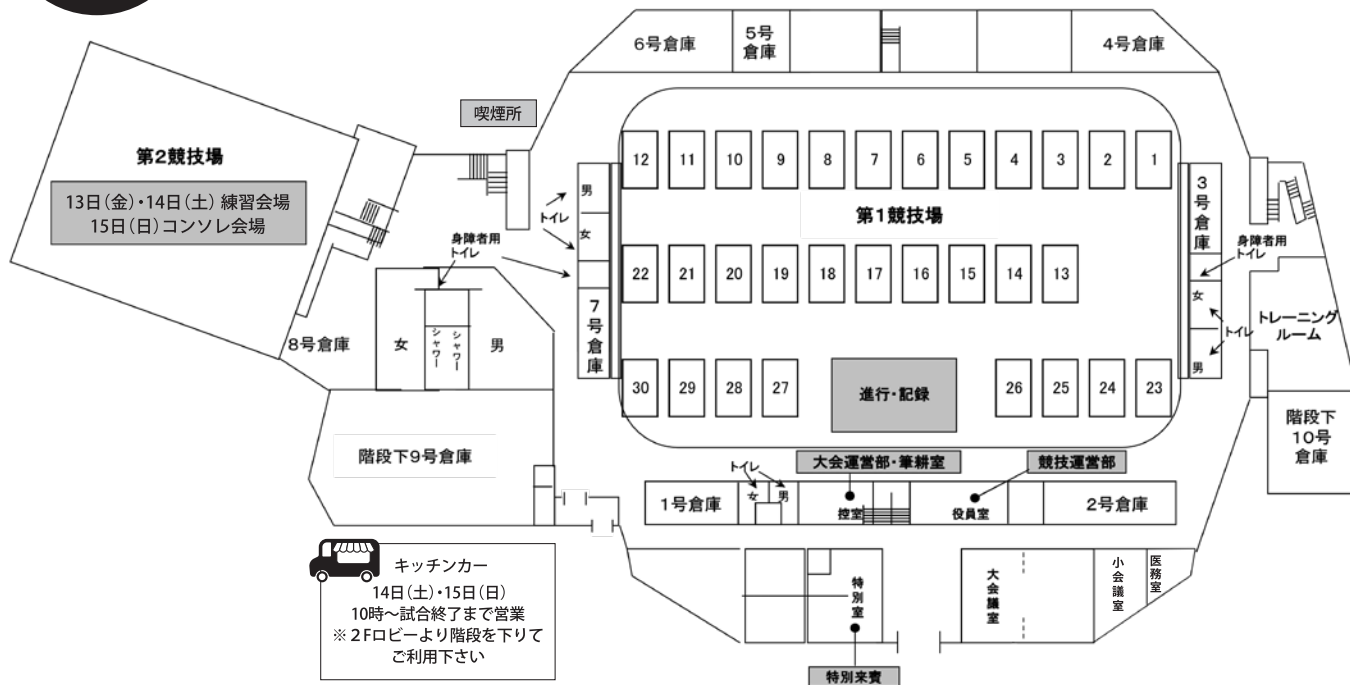 6号倉庫
5号
倉庫
4号倉庫
喫煙所
第2競技場
13日(金)・14日(土) 練習会場
15日(日)コンソレ会場
12 11 10 9 8 7 6 5 4 3 2 1
第1競技場
22 21 20 19 18 17 16 15 14 13
30 29 28 27
進行・記録
26 25 24 23
男
トイレ
女
身障者用
トイレ
7号倉庫
3号倉庫
身障者用
トイレ
女
トイレ
男
トレーニング
ルーム
階段下
10号
倉庫
8号倉庫
女
シャワー
シャワー
男
階段下9号倉庫
トイレ
大会運営部・筆耕室
競技運営部
1号倉庫
女
男
控室
役員室
2号倉庫
キッチンカー
14日(土)・15日(日)
10時〜試合終了まで営業
※2Fロビーより階段を下りて
ご利用下さい
特別室
大会議室
小会議室
医務室
特別来賓